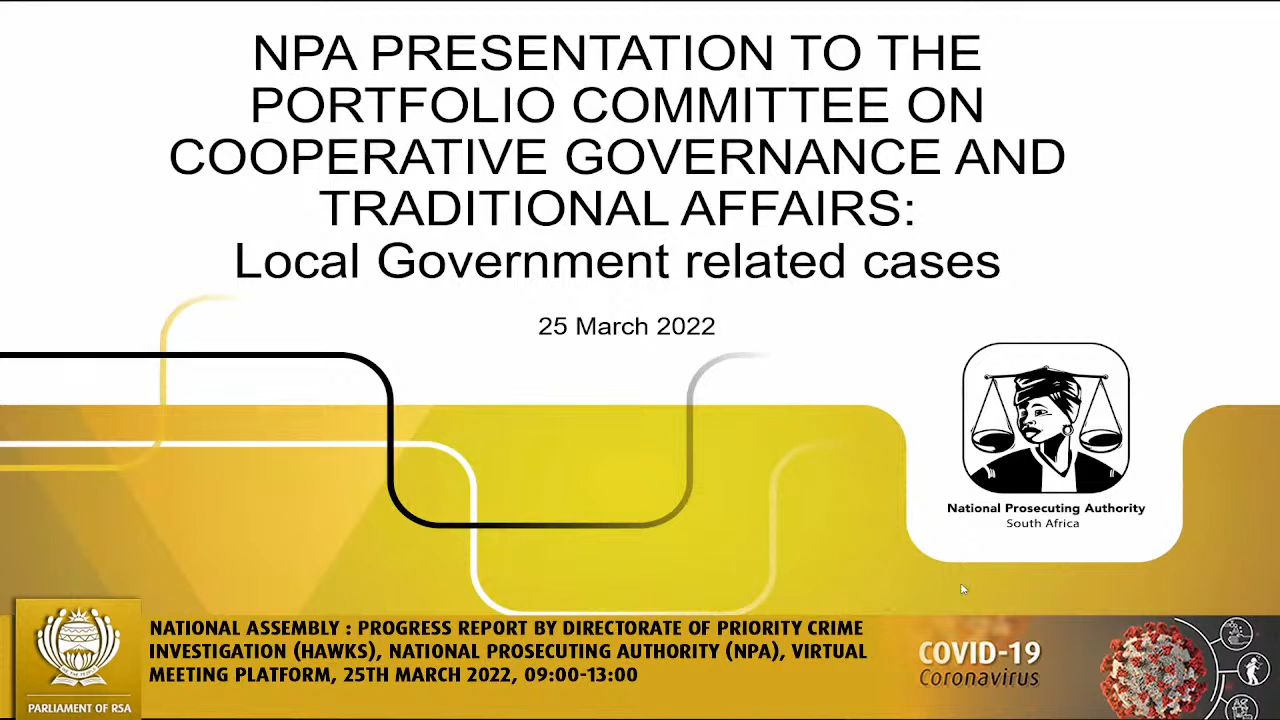 NPA PRESENTATION TO THE
PORTFOLIO COMMITTEE ON
COOPERATIVE GOVERNANCE AND
TRADITIONAL AFFAIRS:
Local Government related cases
25 March 2022
National Prosecuting Authority
South Africa
NATIONAL ASSEMBLY : PROGRESS REPORT BY DIRECTORATE OF PRIORITY CRIME
INVESTIGATION (HAWKS), NATIONAL PROSECUTING AUTHORITY (NPA), VIRTUAL
MEETING PLATFORM, 25TH MARCH 2022, 09:00-13:00
PARLIAMENT OF RSA
COVID-19
Coronavirus